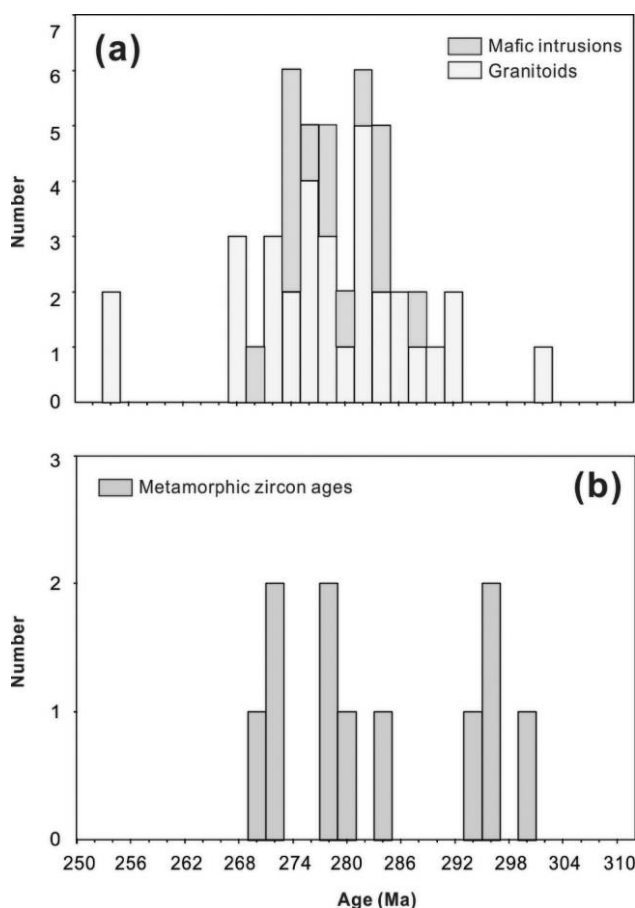 (a)
Mafic intrusions
Granitoids
7
6
5
4
3
2
1
0
Number
(b)
Metamorphic zircon ages
3
2
1
0
Number
250 256 262 268 274 280 286 292 298 304 310
Age (Ma)